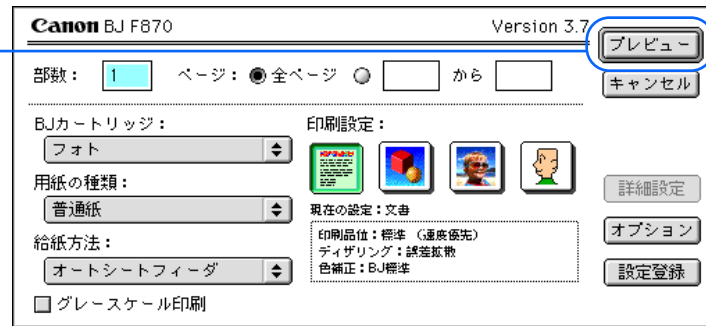 Canon BJ F870
Version 3.7
プレビュー
部数： 1 ページ： 全ページ から
キャンセル
BJカートリッジ：
フォト
印刷設定：
用紙の種類：
普通紙
詳細設定
現在の設定：文書
印刷品位：標準 （速度優先）
オプション
給紙方法：
ディザリング：誤差拡散
オートシートフィーダ
色補正：BJ標準
設定登録
グレースケール印刷